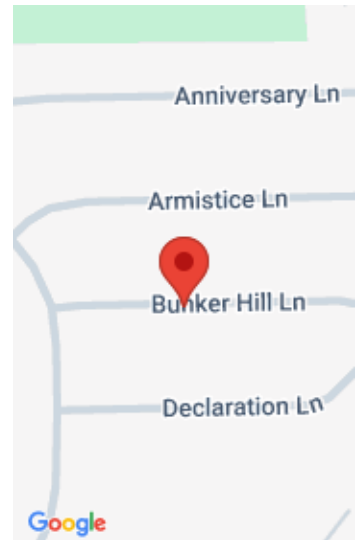 Anniversary Ln
Armistice Ln
Bunker Hill Ln
Declaration Ln
Google